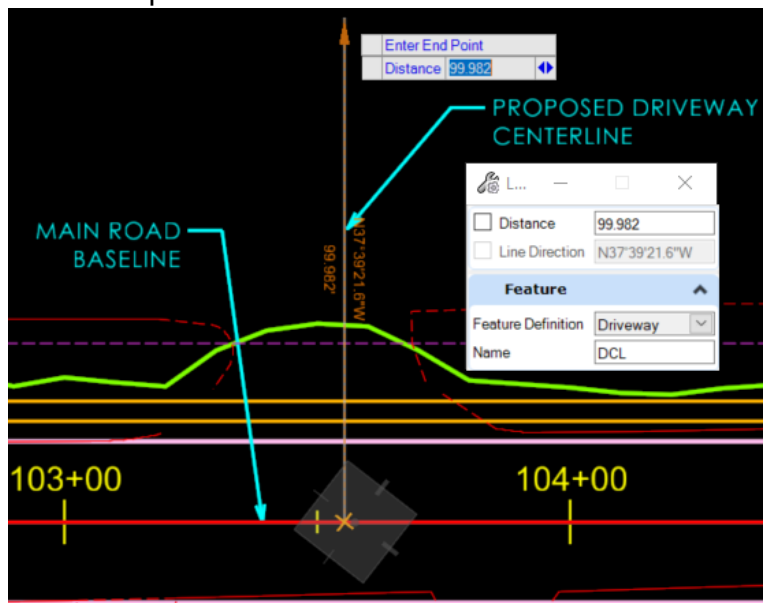 Enter End Point
Distance 99.982
PROPOSED DRIVEWAY
CENTERLINE
L...
Distance 99.982
Line Direction N37°39'21.6"W
Feature
Feature Definition Driveway
Name DCL
MAIN ROAD
BASELINE
N37°39'21.6"W
99.982'
103+00
104+00